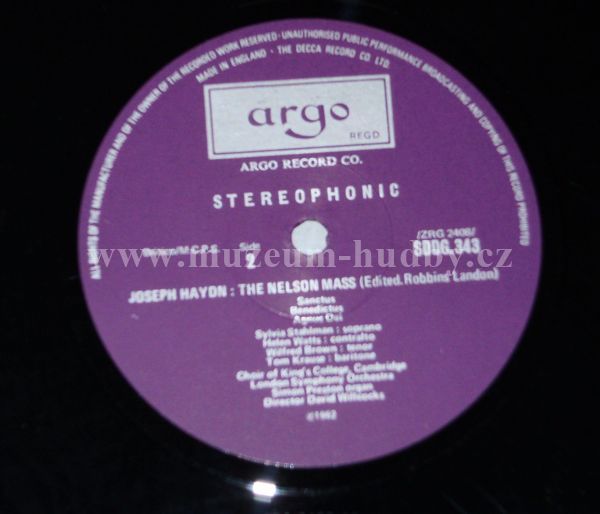 ALL RIGHTS OF THE MANUFACTURER AND OF THE OWNER OF THE RECORDED WORK RESERVED · UNAUTHORISED PUBLIC PERFORMANCE BROADCASTING AND COPYING OF THIS RECORD PROHIBITED
MADE IN ENGLAND · THE DECCA RECORD CO. LTD.
argo
REGD
ARGO RECORD CO.
STEREOPHONIC
/ZRG 2408/
/M.C.P.S. Side SDDG.343
2
www.muzeum-hudby.cz
JOSEPH HAYDN : THE NELSON MASS (Edited. Robbins Landon)
Sanctus
Benedictus
Agnus Dui
Sylvia Stahlman : soprano
Helen Watts : contralto
Wilfred Brown : tenor
Tom Krause : baritone
Choir of King's College, Cambridge
London Symphony Orchestra
Simon Preston organ
Director David Willcocks
℗1962